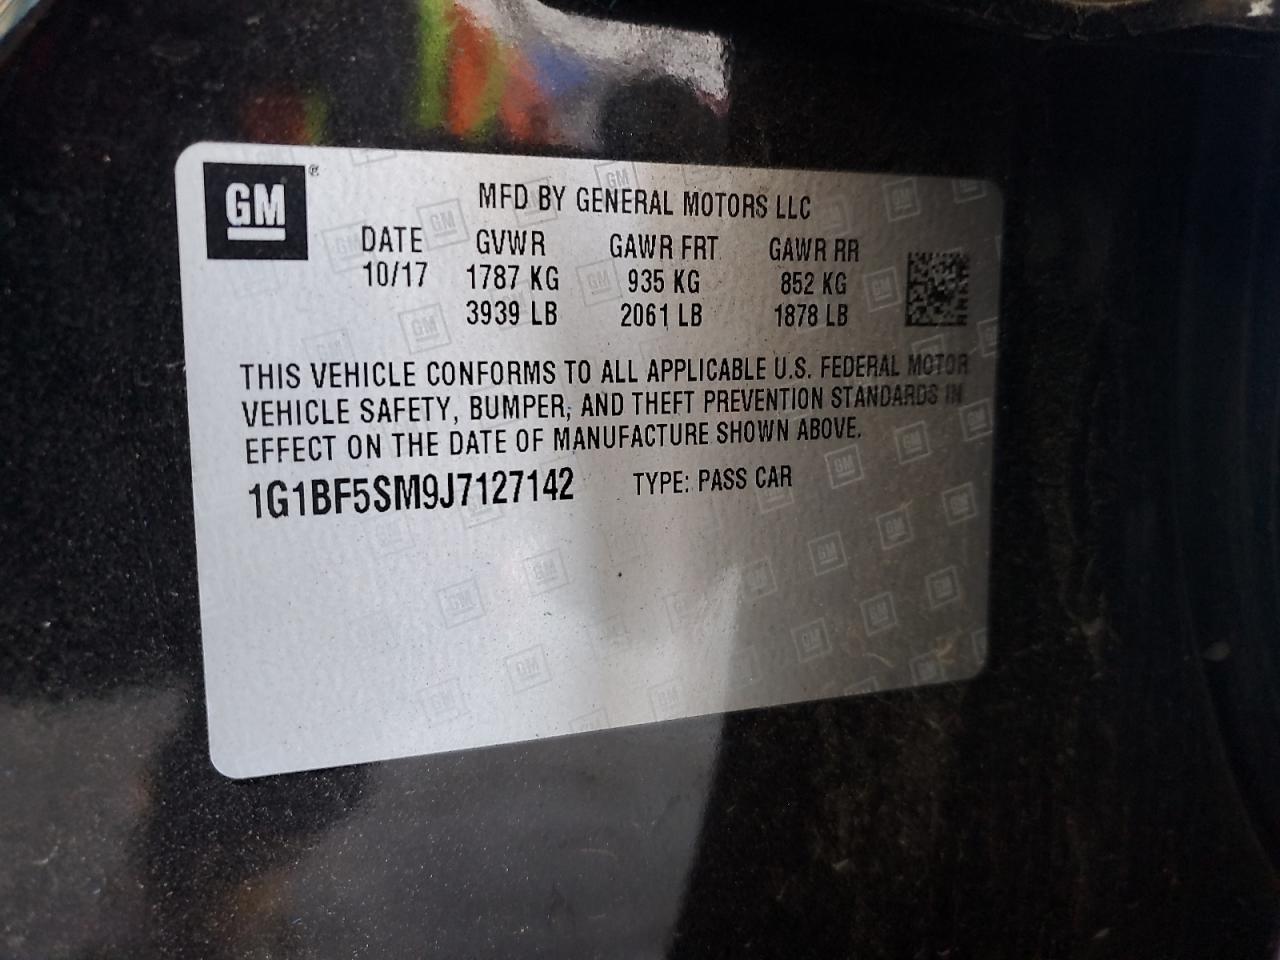 GM ®
MFD BY GENERAL MOTORS LLC
DATE GVWR GAWR FRT GAWR RR
10/17 1787 KG 935 KG 852 KG
3939 LB 2061 LB 1878 LB
THIS VEHICLE CONFORMS TO ALL APPLICABLE U.S. FEDERAL MOTOR
VEHICLE SAFETY, BUMPER, AND THEFT PREVENTION STANDARDS IN
EFFECT ON THE DATE OF MANUFACTURE SHOWN ABOVE.
1G1BF5SM9J7127142 TYPE: PASS CAR